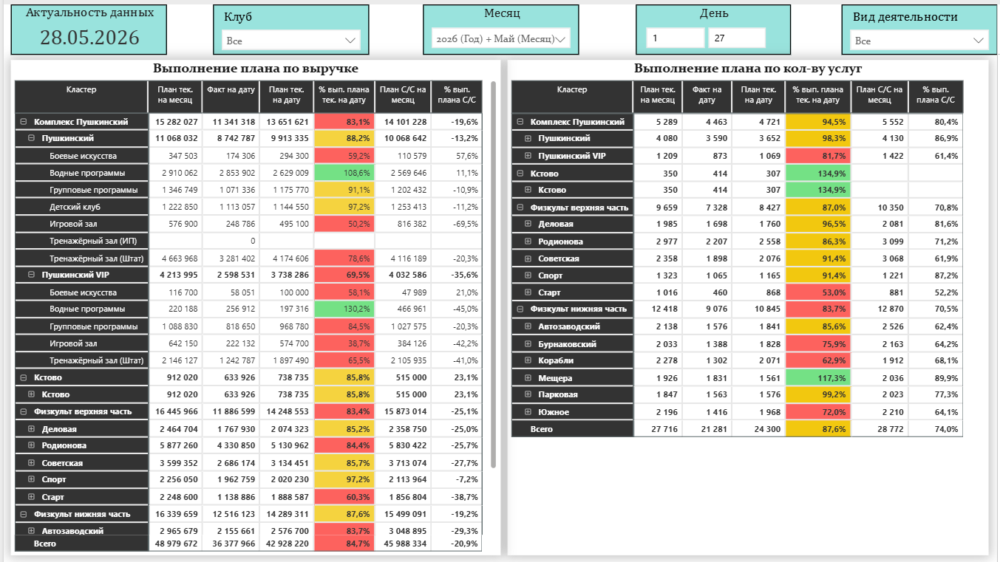 Актуальность данных
28.05.2026
Клуб
Все
Месяц
2026 (Год) + Май (Месяц)
День
1 27
Вид деятельности
Все
Выполнение плана по выручке
Кластер План тек. на месяц Факт на дату План тек. на дату % вып. плана тек. на дату План С/С на месяц % вып. плана С/С
Комплекс Пушкинский 15 282 027 11 341 318 13 651 621 83,1% 14 101 228 -19,6%
Пушкинский 11 068 032 8 742 787 9 913 335 88,2% 10 068 642 -13,2%
Боевые искусства 347 503 174 306 294 300 59,2% 110 579 57,6%
Водные программы 2 910 062 2 853 902 2 629 009 108,6% 2 569 646 11,1%
Групповые программы 1 346 749 1 071 336 1 175 770 91,1% 1 202 432 -10,9%
Детский клуб 1 222 850 1 113 057 1 144 550 97,2% 1 253 413 -11,2%
Игровой зал 576 900 248 786 495 100 50,2% 816 382 -69,5%
Тренажёрный зал (ИП) 0
Тренажёрный зал (Штат) 4 663 968 3 281 402 4 174 606 78,6% 4 116 189 -20,3%
Пушкинский VIP 4 213 995 2 598 531 3 738 286 69,5% 4 032 586 -35,6%
Боевые искусства 116 700 58 051 100 000 58,1% 47 989 21,0%
Водные программы 220 188 256 912 197 316 130,2% 466 961 -45,0%
Групповые программы 1 088 830 818 650 968 780 84,5% 1 027 575 -20,3%
Игровой зал 642 150 222 132 574 700 38,7% 384 126 -42,2%
Тренажёрный зал (Штат) 2 146 127 1 242 787 1 897 490 65,5% 2 105 935 -41,0%
Кстово 912 020 633 926 738 735 85,8% 515 000 23,1%
Кстово 912 020 633 926 738 735 85,8% 515 000 23,1%
Физкульт верхняя часть 16 445 966 11 886 599 14 248 553 83,4% 15 873 014 -25,1%
Деловая 2 464 704 1 767 930 2 074 323 85,2% 2 358 750 -25,0%
Родионова 5 877 260 4 330 850 5 130 962 84,4% 5 830 422 -25,7%
Советская 3 599 352 2 686 174 3 134 451 85,7% 3 713 074 -27,7%
Спорт 2 256 050 1 962 759 2 020 230 97,2% 2 113 964 -7,2%
Старт 2 248 600 1 138 886 1 888 587 60,3% 1 856 804 -38,7%
Физкульт нижняя часть 16 339 659 12 516 123 14 289 311 87,6% 15 499 091 -19,2%
Автозаводский 2 965 679 2 155 661 2 576 700 83,7% 3 048 895 -29,3%
Всего 48 979 672 36 377 966 42 928 220 84,7% 45 988 334 -20,9%
Выполнение плана по кол-ву услуг
Кластер План тек. на месяц Факт на дату План тек. на дату % вып. плана тек. на дату План С/С на месяц % вып. плана С/С
Комплекс Пушкинский 5 289 4 463 4 721 94,5% 5 552 80,4%
Пушкинский 4 080 3 590 3 652 98,3% 4 130 86,9%
Пушкинский VIP 1 209 873 1 069 81,7% 1 422 61,4%
Кстово 350 414 307 134,9%
Кстово 350 414 307 134,9%
Физкульт верхняя часть 9 659 7 328 8 427 87,0% 10 350 70,8%
Деловая 1 985 1 698 1 760 96,5% 2 081 81,6%
Родионова 2 977 2 207 2 558 86,3% 3 099 71,2%
Советская 2 358 1 898 2 076 91,4% 3 068 61,9%
Спорт 1 323 1 065 1 165 91,4% 1 221 87,2%
Старт 1 016 460 868 53,0% 881 52,2%
Физкульт нижняя часть 12 418 9 076 10 845 83,7% 12 870 70,5%
Автозаводский 2 138 1 576 1 841 85,6% 2 526 62,4%
Бурнаковский 2 033 1 388 1 828 75,9% 2 163 64,2%
Корабли 2 278 1 302 2 071 62,9% 1 912 68,1%
Мещера 1 926 1 831 1 561 117,3% 2 036 89,9%
Парковая 1 847 1 563 1 576 99,2% 2 023 77,3%
Южное 2 196 1 416 1 968 72,0% 2 210 64,1%
Всего 27 716 21 281 24 300 87,6% 28 772 74,0%